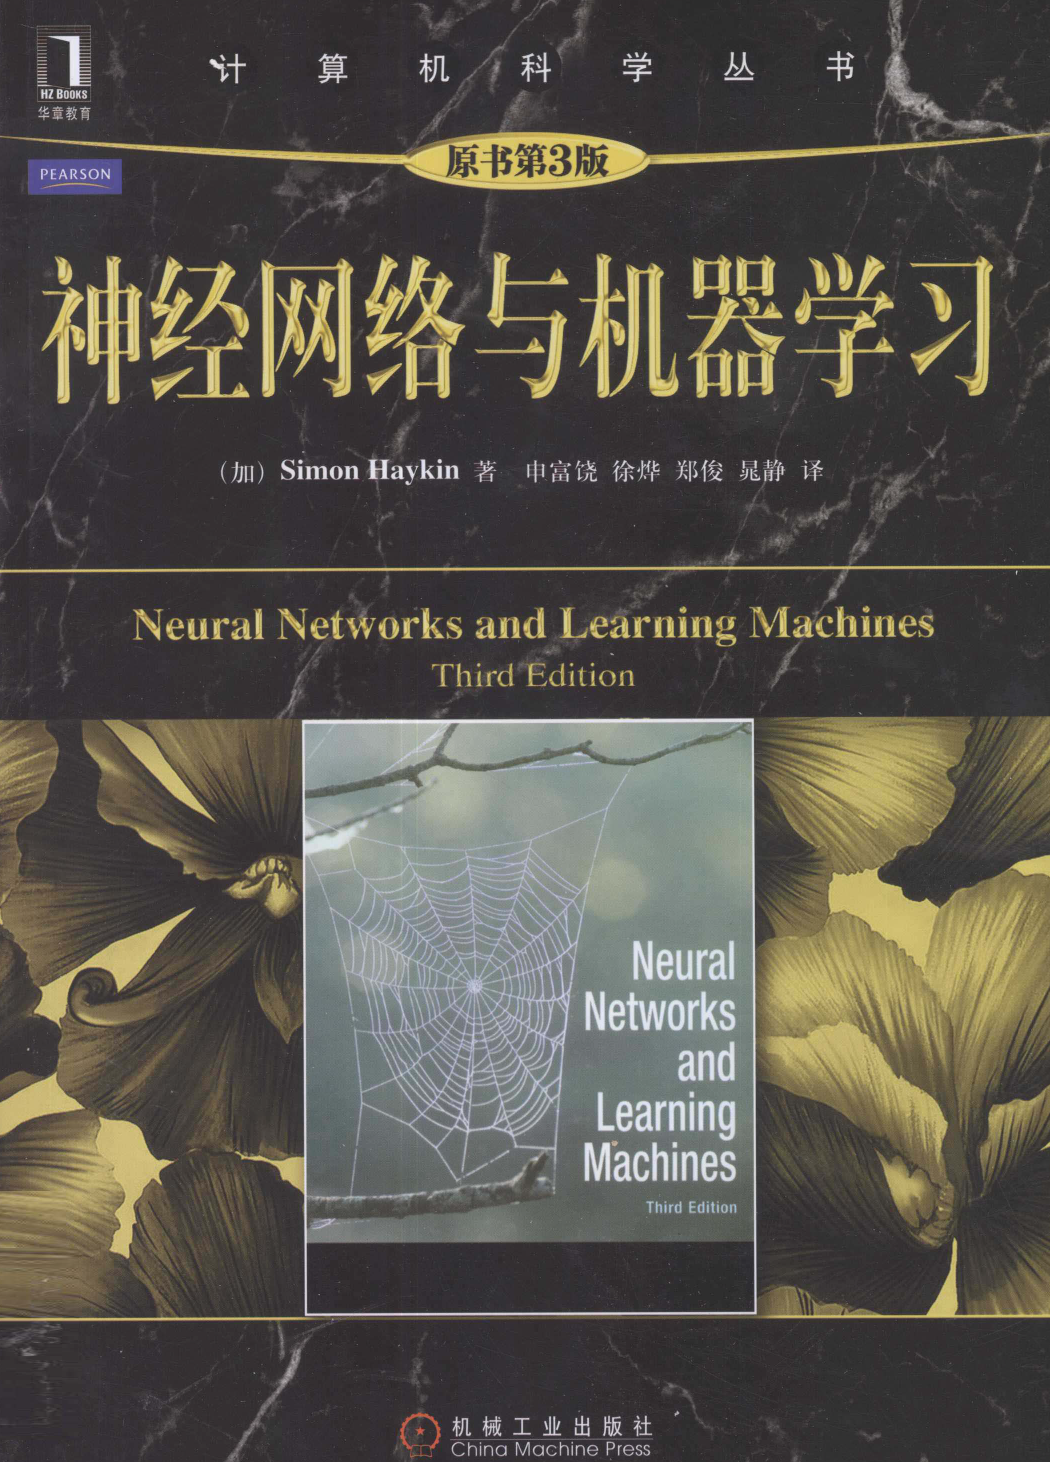 计算机科学丛书
HZ BOOKS
华章教育
原书第3版
PEARSON
神经网络与机器学习
（加）Simon Haykin 著 申富饶 徐烨 郑俊 晁静 译
Neural Networks and Learning Machines
Third Edition
Neural
Networks
and
Learning
Machines
Third Edition
机械工业出版社
China Machine Press